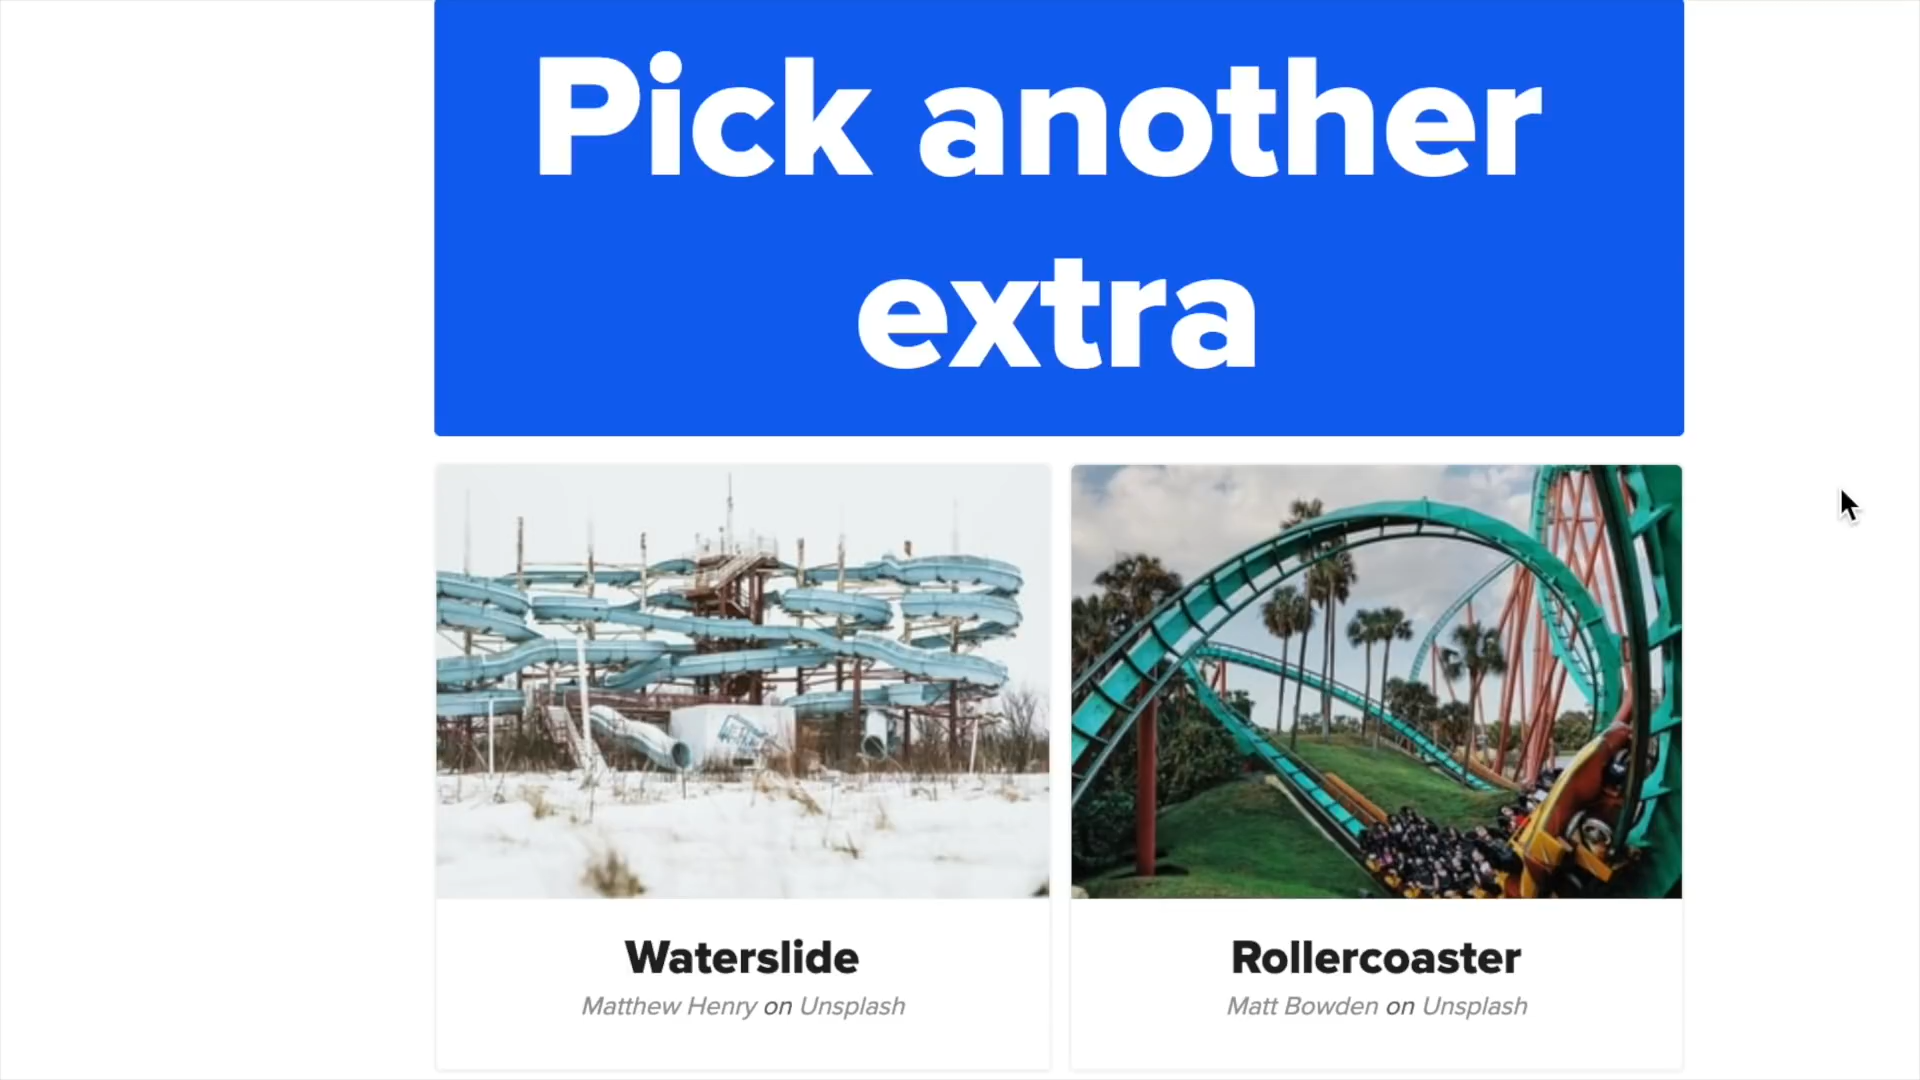 Pick another
extra
Waterslide
Matthew Henry on Unsplash
Rollercoaster
Matt Bowden on Unsplash